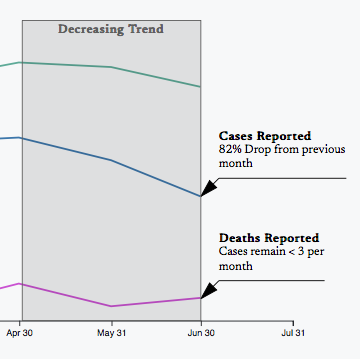 Decreasing Trend
Cases Reported
82% Drop from previous
month
Deaths Reported
Cases remain < 3 per
month
Apr 30 May 31 Jun 30 Jul 31